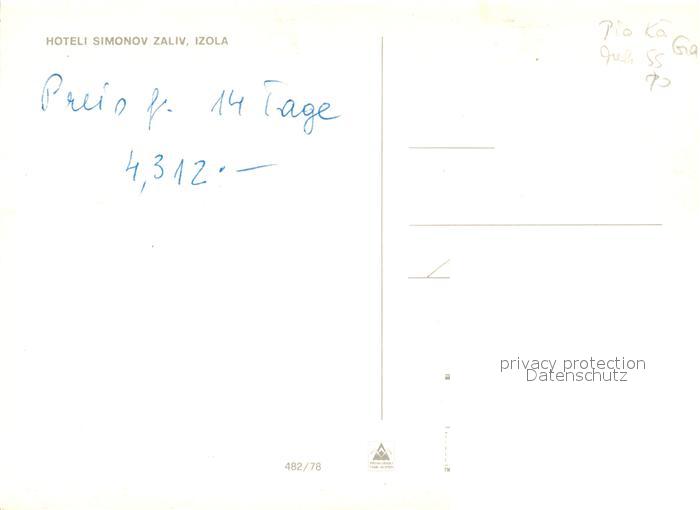 HOTELI SIMONOV ZALIV, IZOLA
Preis f. 14 Tage
4,312.—
privacy protection
Datenschutz
482/78